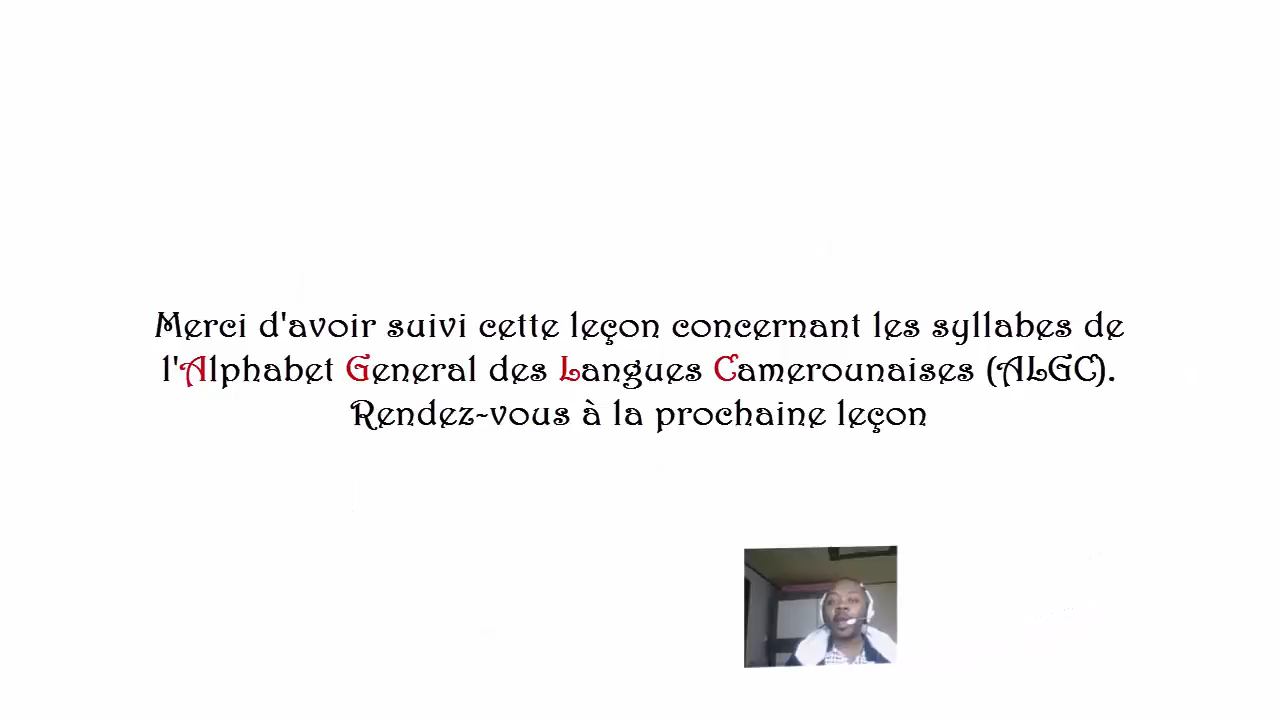 Merci d'avoir suivi cette leçon concernant les syllabes de
l'Alphabet General des Langues Camerounaises (ALGC).
Rendez-vous à la prochaine leçon